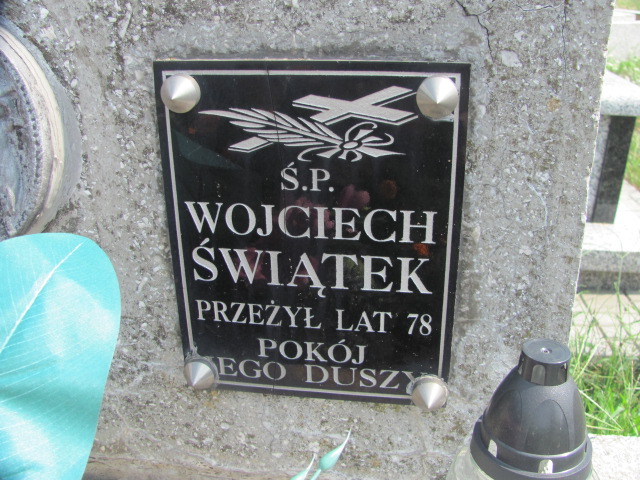 Ś.P.
WOJCIECH
ŚWIĄTEK
PRZEŻYŁ LAT 78
POKÓJ
JEGO DUSZY